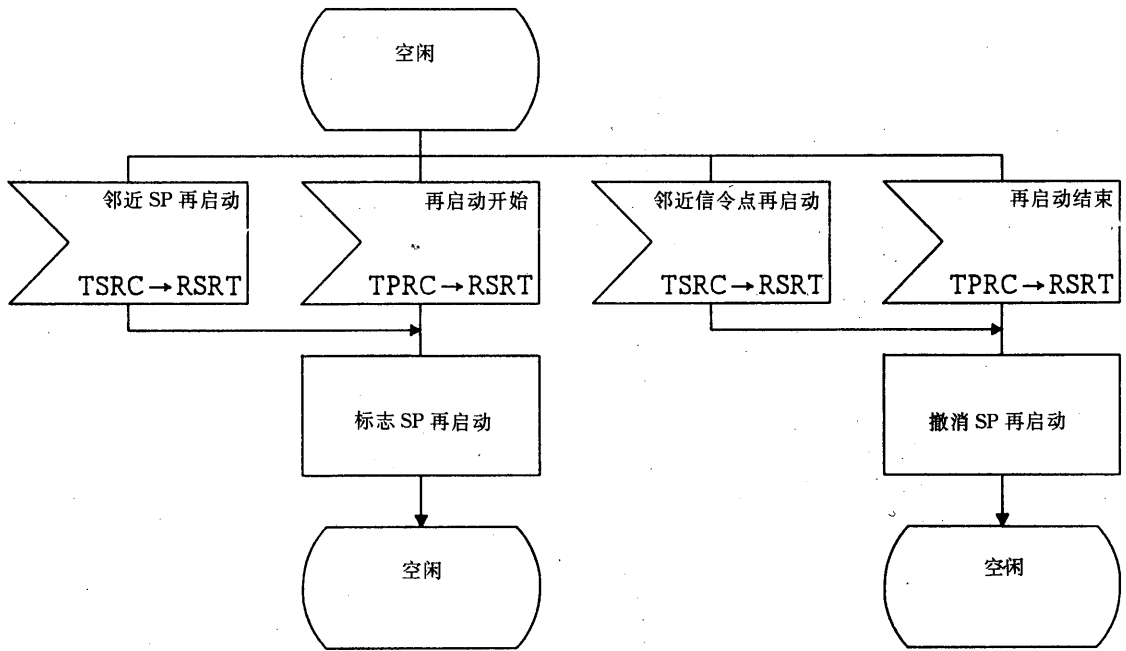 空闲
邻近 SP 再启动
TSRC→RSRT
再启动开始
TPRC→RSRT
邻近信令点再启动
TSRC→RSRT
再启动结束
TPRC→RSRT
标志 SP 再启动
撤消 SP 再启动
空闲
空闲